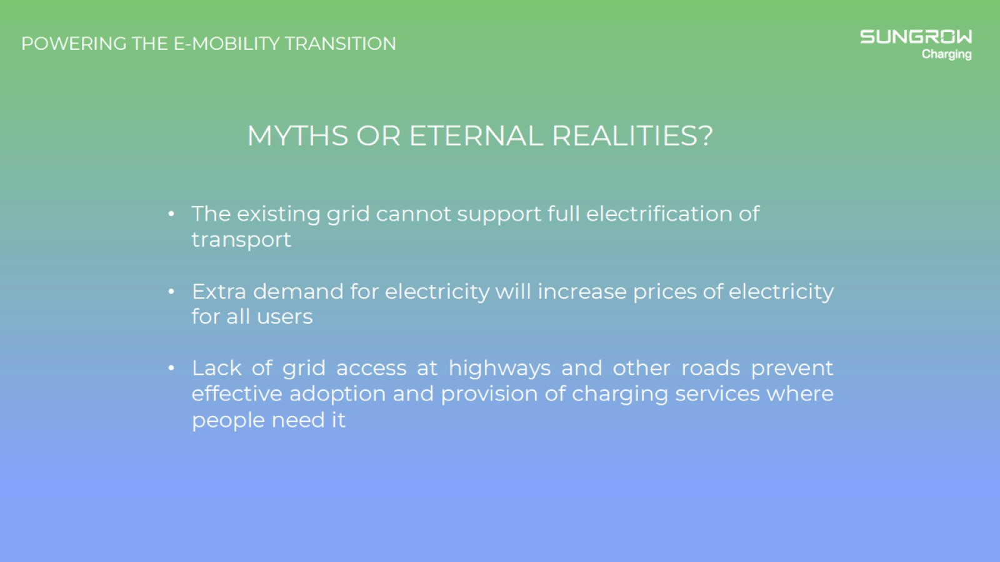 POWERING THE E-MOBILITY TRANSITION
SUNGROW
Charging
MYTHS OR ETERNAL REALITIES?
• The existing grid cannot support full electrification of
transport
• Extra demand for electricity will increase prices of electricity
for all users
• Lack of grid access at highways and other roads prevent
effective adoption and provision of charging services where
people need it